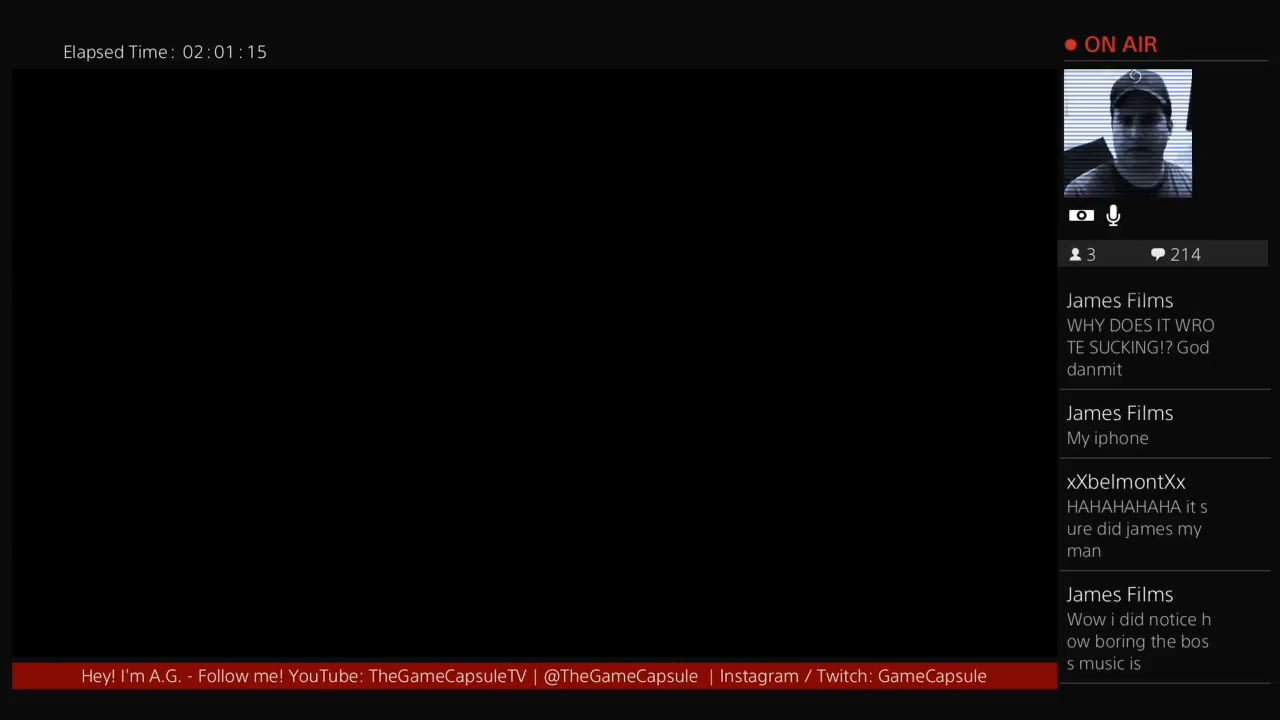 Elapsed Time: 02:01:15
ON AIR
3 214
James Films
WHY DOES IT WRO
TE SUCKING!? God
danmit
James Films
My iphone
xXbelmontXx
HAHAHAHAHA it s
ure did james my
man
James Films
Wow i did notice h
ow boring the bos
s music is
Hey! I'm A.G. - Follow me! YouTube: TheGameCapsuleTV | @TheGameCapsule | Instagram / Twitch: GameCapsule